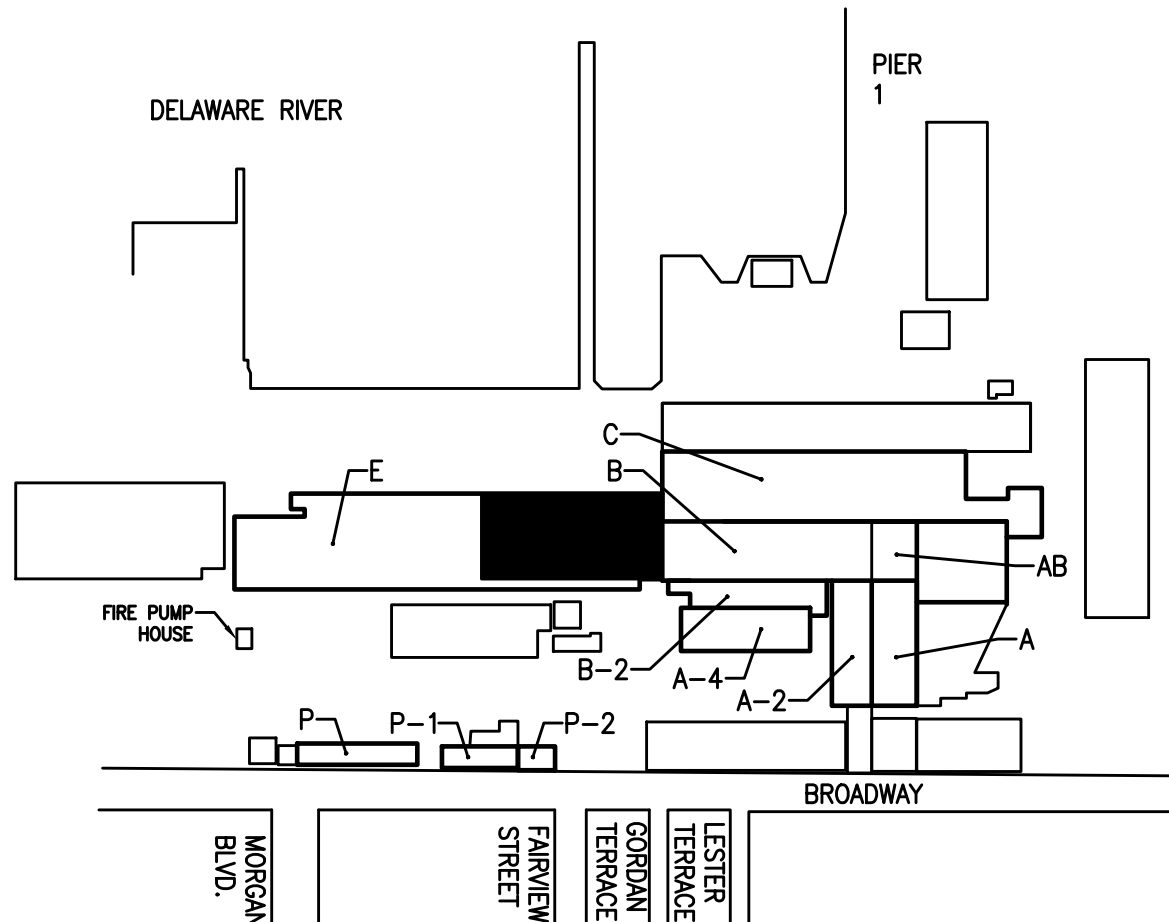 PIER
1
DELAWARE RIVER
C
B
E
AB
FIRE PUMP
HOUSE
A
B-2
A-4
A-2
P
P-1
P-2
BROADWAY
MORGAN
BLVD.
FAIRVIEW
STREET
GORDAN
TERRACE
LESTER
TERRACE